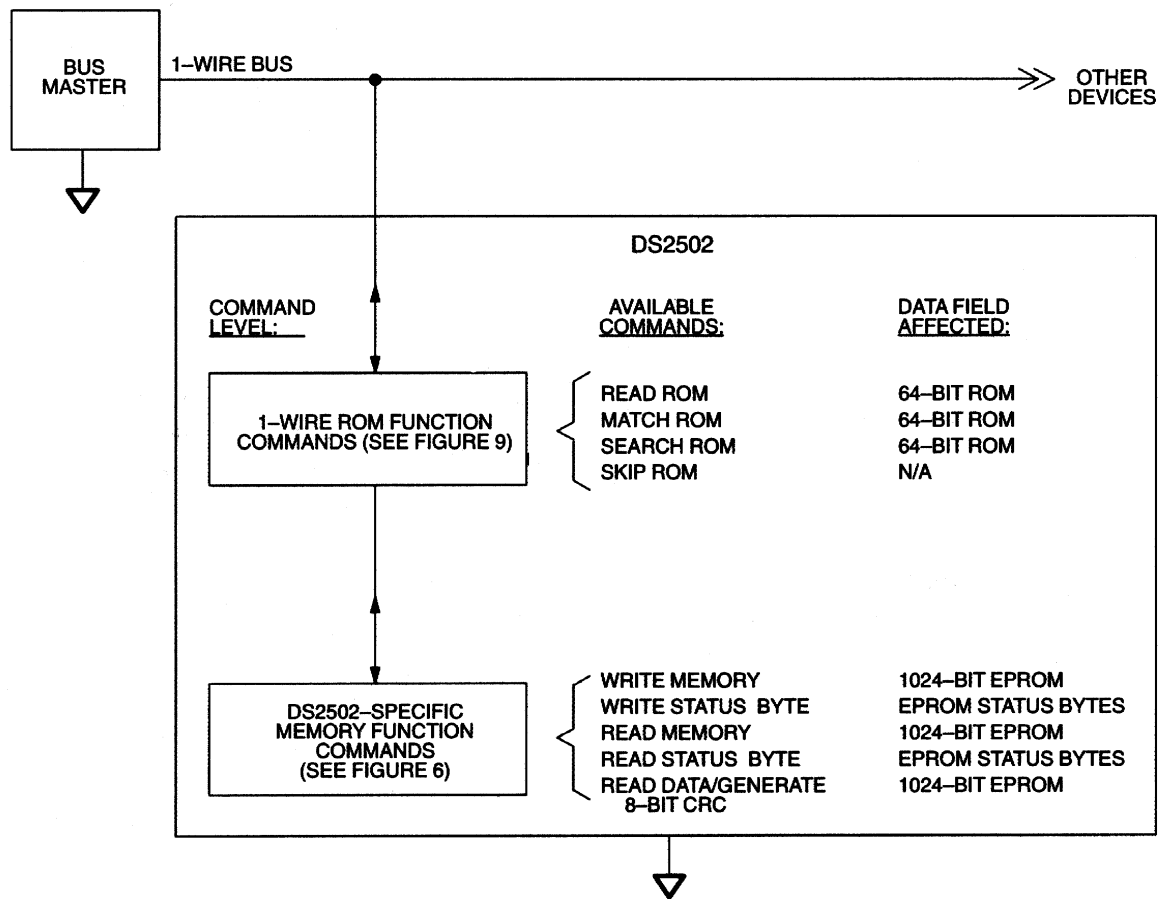 BUS
MASTER
1–WIRE BUS
OTHER
DEVICES
DS2502
COMMAND
LEVEL:
AVAILABLE
COMMANDS:
DATA FIELD
AFFECTED:
1–WIRE ROM FUNCTION
COMMANDS (SEE FIGURE 9)
READ ROM 64–BIT ROM
MATCH ROM 64–BIT ROM
SEARCH ROM 64–BIT ROM
SKIP ROM N/A
DS2502–SPECIFIC
MEMORY FUNCTION
COMMANDS
(SEE FIGURE 6)
WRITE MEMORY 1024–BIT EPROM
WRITE STATUS BYTE EPROM STATUS BYTES
READ MEMORY 1024–BIT EPROM
READ STATUS BYTE EPROM STATUS BYTES
READ DATA/GENERATE 1024–BIT EPROM
8–BIT CRC